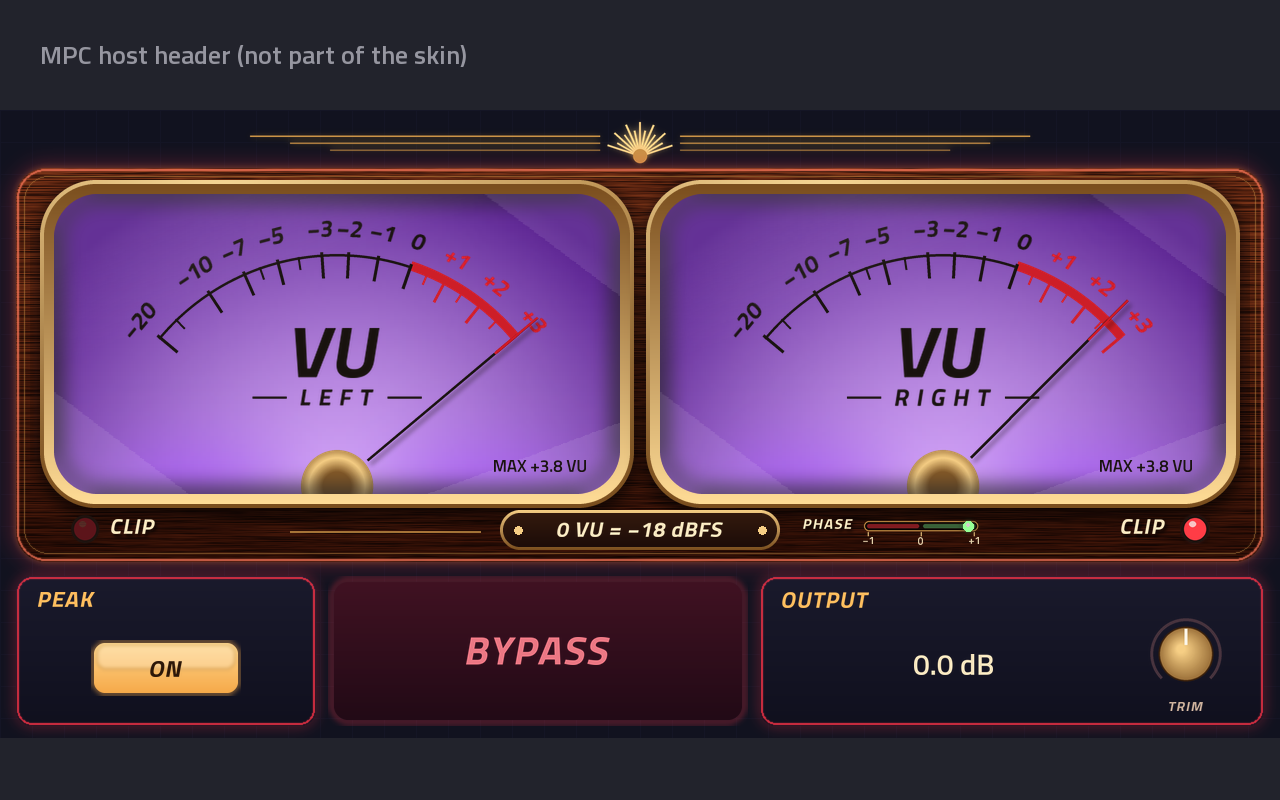 MPC host header (not part of the skin)
−20 −10 −7 −5 −3 −2 −1 0 +1 +2 +3
VU
LEFT
MAX +3.8 VU
−20 −10 −7 −5 −3 −2 −1 0 +1 +2 +3
VU
RIGHT
MAX +3.8 VU
CLIP
0 VU = −18 dBFS
PHASE
−1 0 +1
CLIP
PEAK
ON
BYPASS
OUTPUT
0.0 dB
TRIM